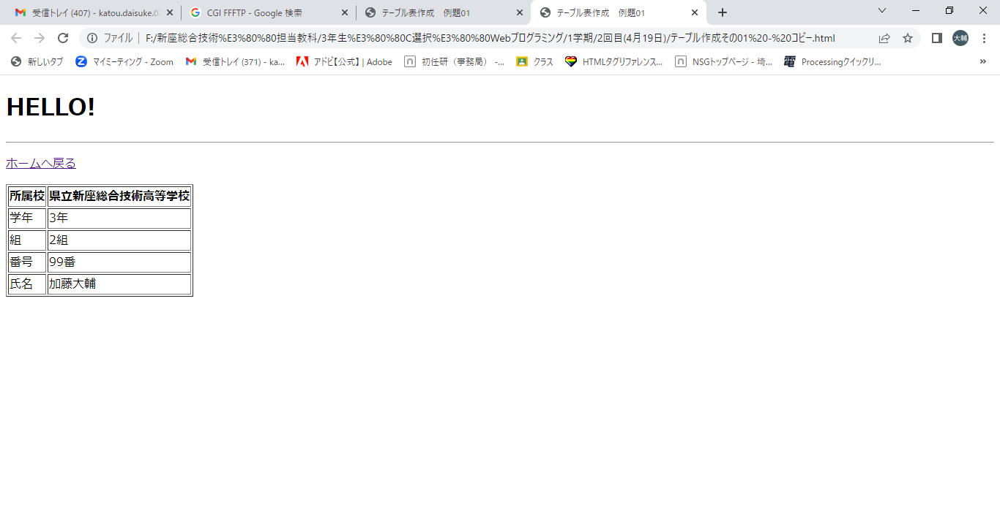 受信トレイ (407) - katou.daisuke.0
CGI FFFTP - Google 検索
テーブル表作成　例題01
テーブル表作成　例題01
ファイル
F:/新座総合技術%E3%80%80担当教科/3年生%E3%80%80C選択%E3%80%80Webプログラミング/1学期/2回目(4月19日)/テーブル作成その01%20-%20コピー.html
大輔
新しいタブ
マイミーティング - Zoom
受信トレイ (371) - ka...
アドビ【公式】| Adobe
初任研（事務局） -...
クラス
HTMLタグリファレンス...
NSGトップページ - 埼...
電
Processingクイックリ...
HELLO!
ホームへ戻る
所属校 県立新座総合技術高等学校
学年 3年
組 2組
番号 99番
氏名 加藤大輔